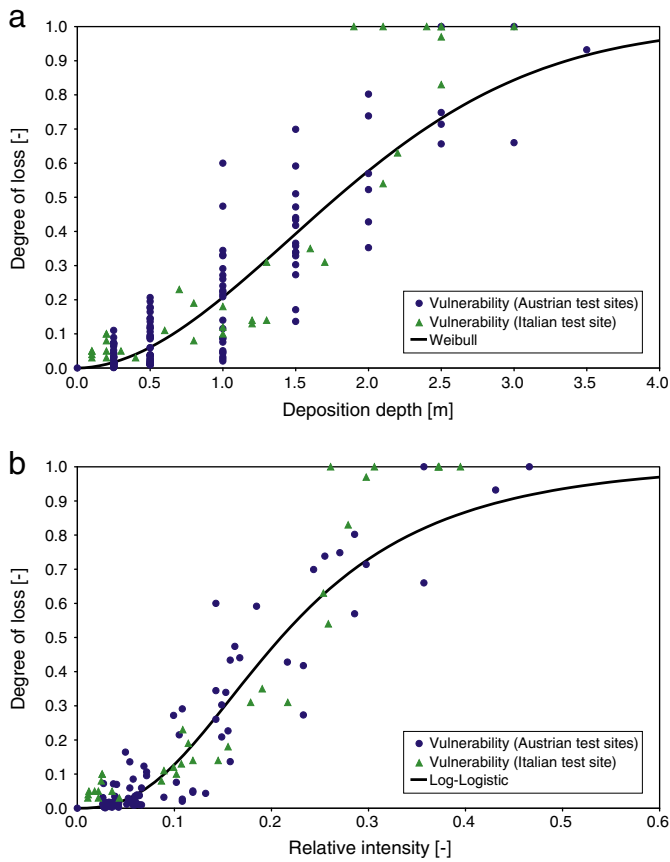 a
1.0
0.9
0.8
0.7
0.6
0.5
0.4
0.3
0.2
0.1
0.0
Degree of loss [-]
Vulnerability (Austrian test sites)
Vulnerability (Italian test site)
Weibull
0.0 0.5 1.0 1.5 2.0 2.5 3.0 3.5 4.0
Deposition depth [m]
b
1.0
0.9
0.8
0.7
0.6
0.5
0.4
0.3
0.2
0.1
0.0
Degree of loss [-]
Vulnerability (Austrian test sites)
Vulnerability (Italian test site)
Log-Logistic
0.0 0.1 0.2 0.3 0.4 0.5 0.6
Relative intensity [-]